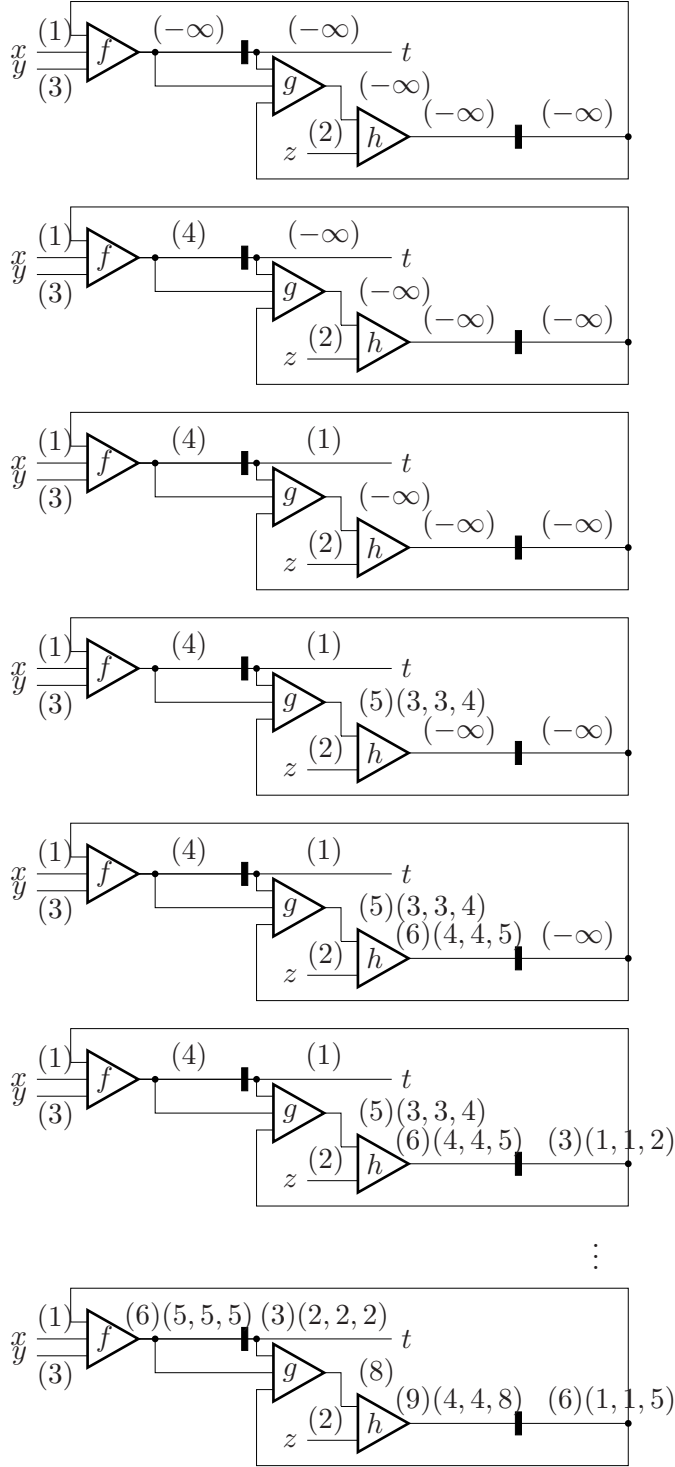 (1) (−∞) (−∞)
x f t
y
(3) g (−∞)
(2) (−∞) (−∞)
z h
(1) (4) (−∞)
x f t
y
(3) g (−∞)
(2) (−∞) (−∞)
z h
(1) (4) (1)
x f t
y
(3) g (−∞)
(2) (−∞) (−∞)
z h
(1) (4) (1)
x f t
y
(3) g (5)(3, 3, 4)
(2) (−∞) (−∞)
z h
(1) (4) (1)
x f t
y
(3) g (5)(3, 3, 4)
(2) (6)(4, 4, 5) (−∞)
z h
(1) (4) (1)
x f t
y
(3) g (5)(3, 3, 4)
(2) (6)(4, 4, 5) (3)(1, 1, 2)
z h
⋮
(1) (6)(5, 5, 5) (3)(2, 2, 2)
x f t
y
(3) g (8)
(2) (9)(4, 4, 8) (6)(1, 1, 5)
z h